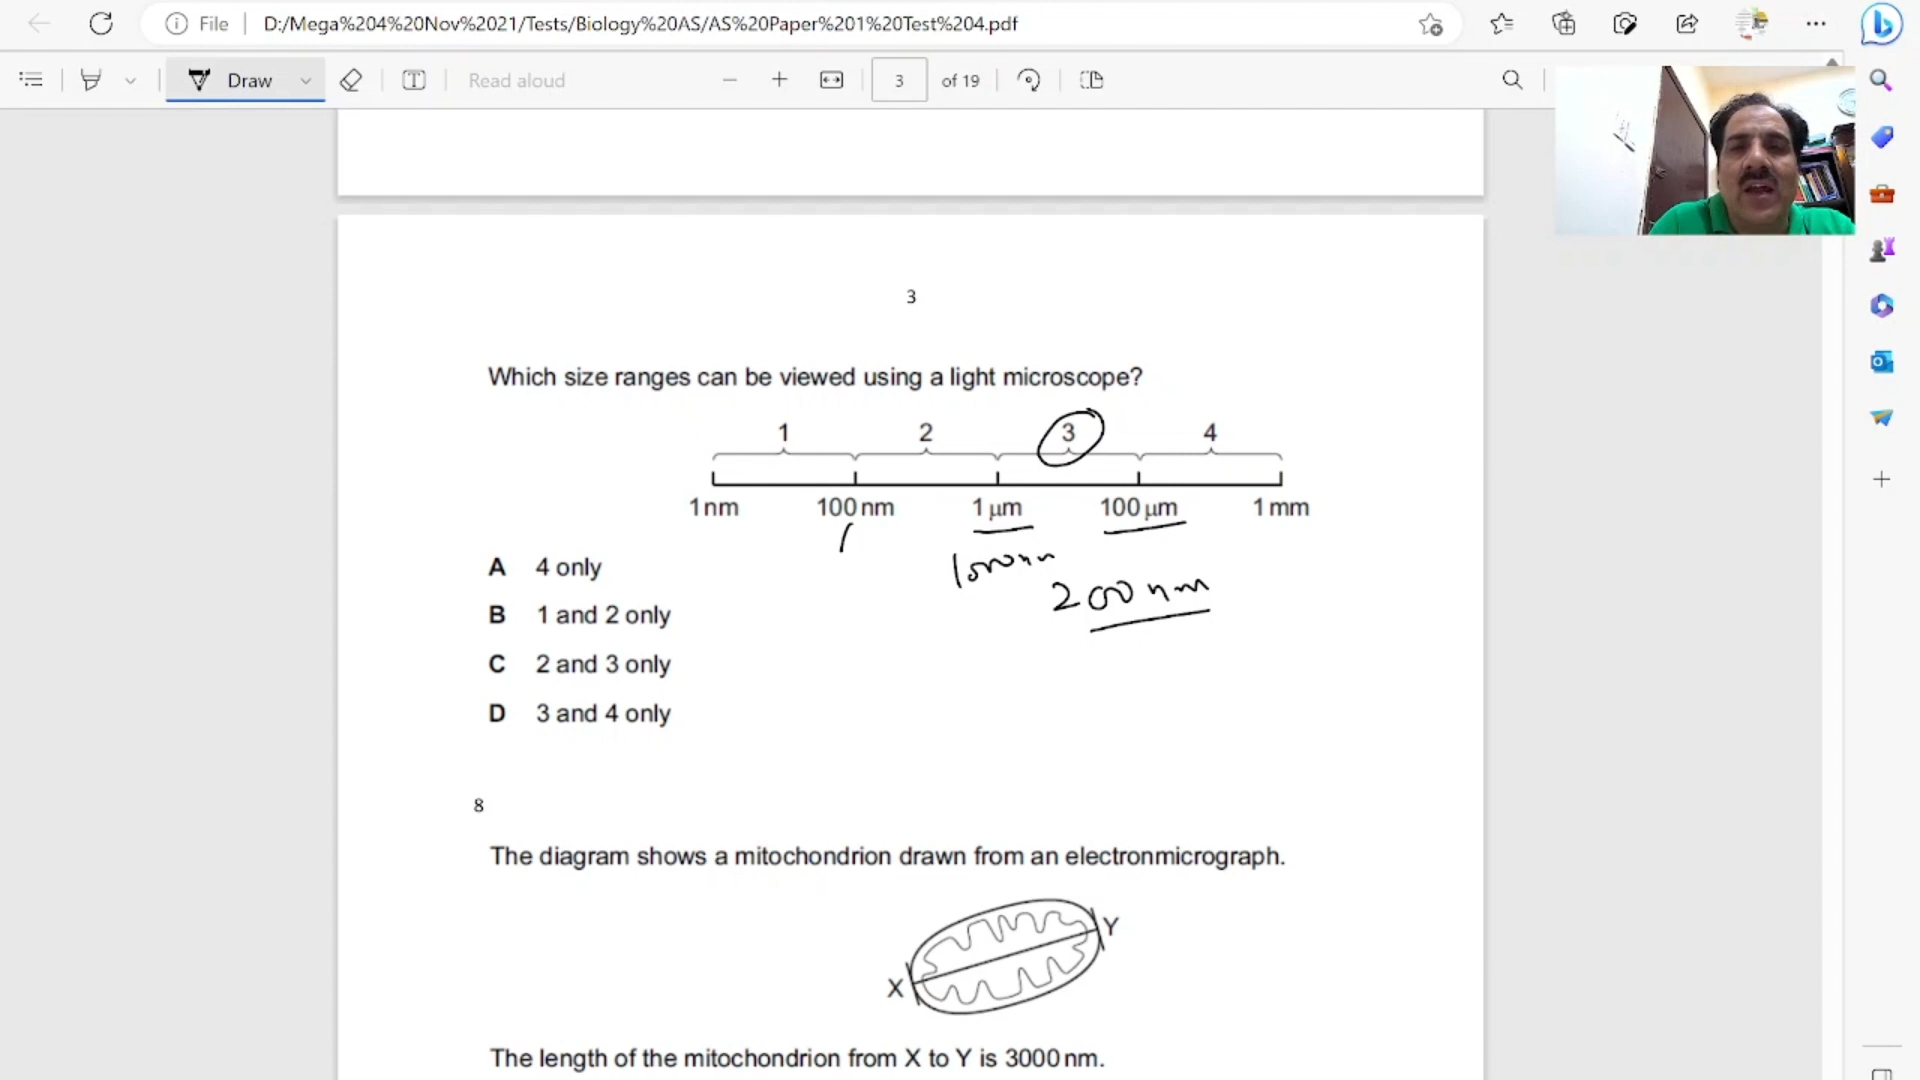 File
D:/Mega%204%20Nov%2021/Tests/Biology%20AS/AS%20Paper%201%20Test%204.pdf
Draw
Read aloud
3 of 19
3
Which size ranges can be viewed using a light microscope?
1 2 3 4
1 nm 100 nm 1 µm 100 µm 1 mm
1000nm
200 nm
A 4 only
B 1 and 2 only
C 2 and 3 only
D 3 and 4 only
8
The diagram shows a mitochondrion drawn from an electronmicrograph.
Y
X
The length of the mitochondrion from X to Y is 3000 nm.